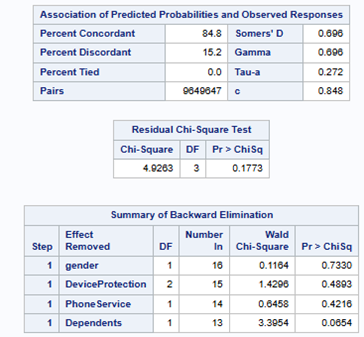 Association of Predicted Probabilities and Observed Responses
Percent Concordant 84.8 Somers' D 0.696
Percent Discordant 15.2 Gamma 0.696
Percent Tied 0.0 Tau-a 0.272
Pairs 9649647 c 0.848
Residual Chi-Square Test
Chi-Square DF Pr > ChiSq
4.9263 3 0.1773
Summary of Backward Elimination
Step Effect Removed DF Number In Wald Chi-Square Pr > ChiSq
1 gender 1 16 0.1164 0.7330
1 DeviceProtection 2 15 1.4296 0.4893
1 PhoneService 1 14 0.6458 0.4216
1 Dependents 1 13 3.3954 0.0654